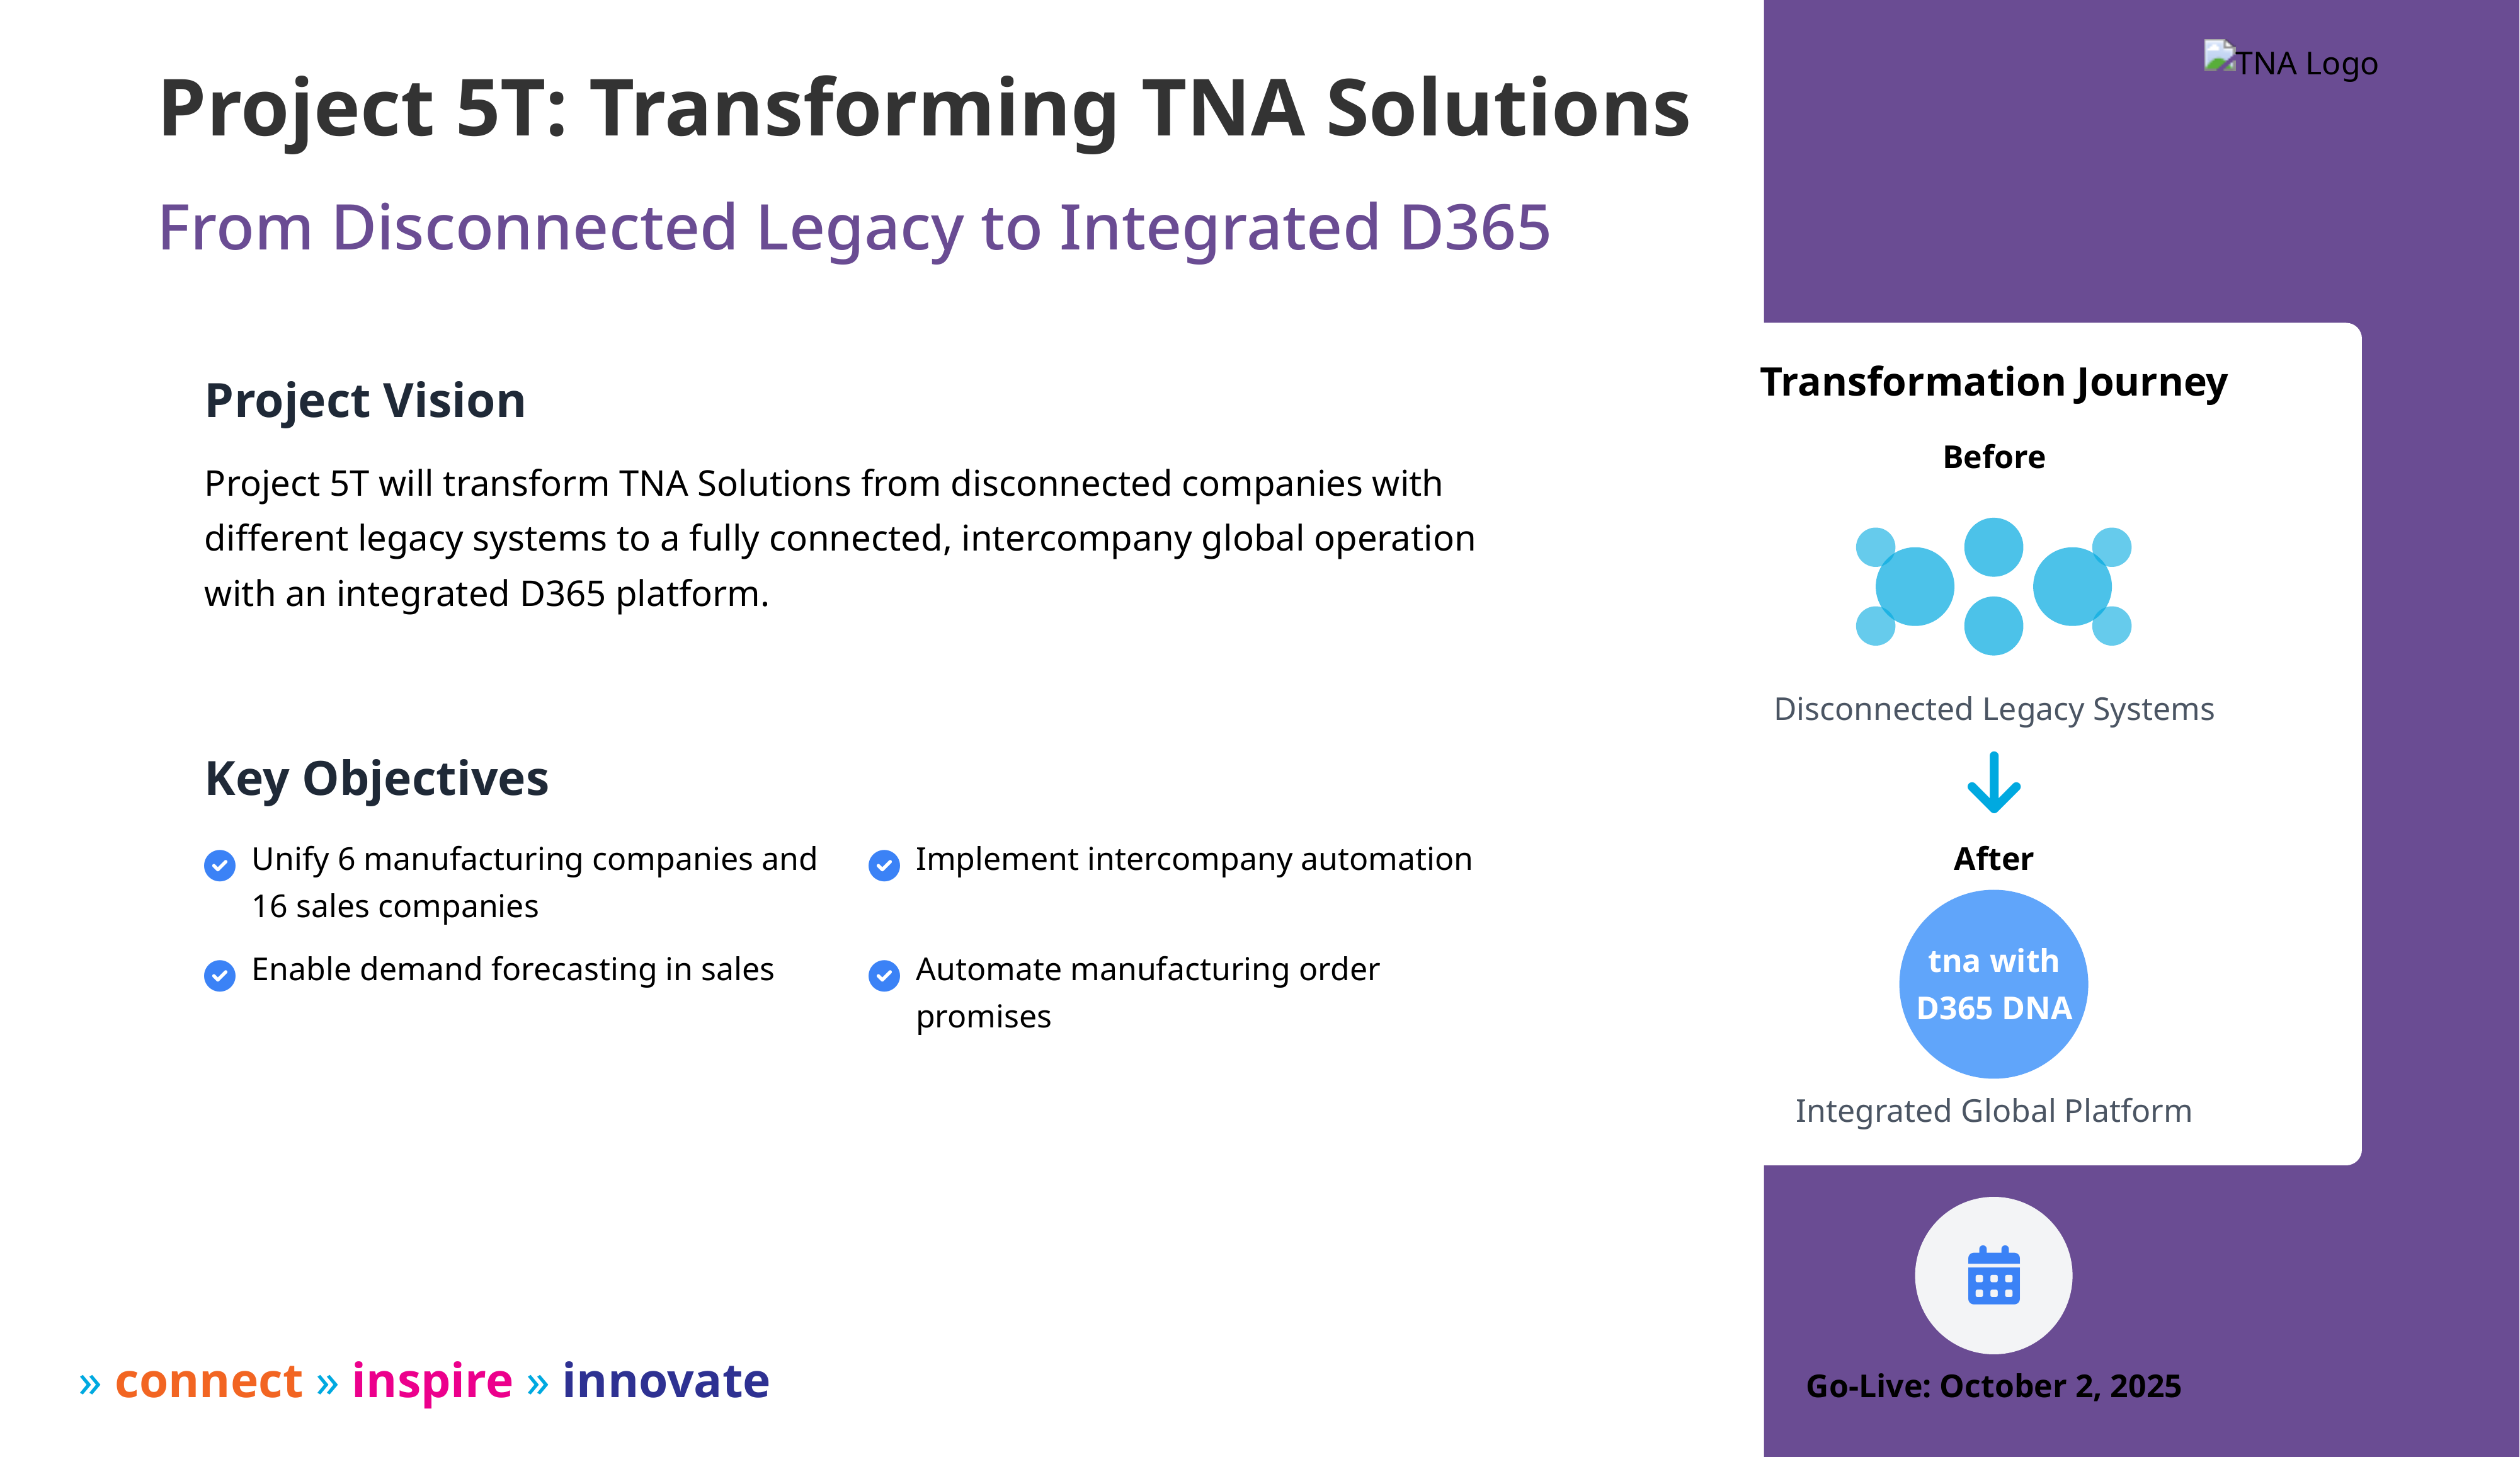 Project 5T: Transforming TNA Solutions
From Disconnected Legacy to Integrated D365
TNA Logo
Project Vision
Project 5T will transform TNA Solutions from disconnected companies with
different legacy systems to a fully connected, intercompany global operation
with an integrated D365 platform.
Key Objectives
Unify 6 manufacturing companies and
16 sales companies
Implement intercompany automation
Enable demand forecasting in sales
Automate manufacturing order
promises
Transformation Journey
Before
Disconnected Legacy Systems
After
tna with
D365 DNA
Integrated Global Platform
Go-Live: October 2, 2025
» connect » inspire » innovate